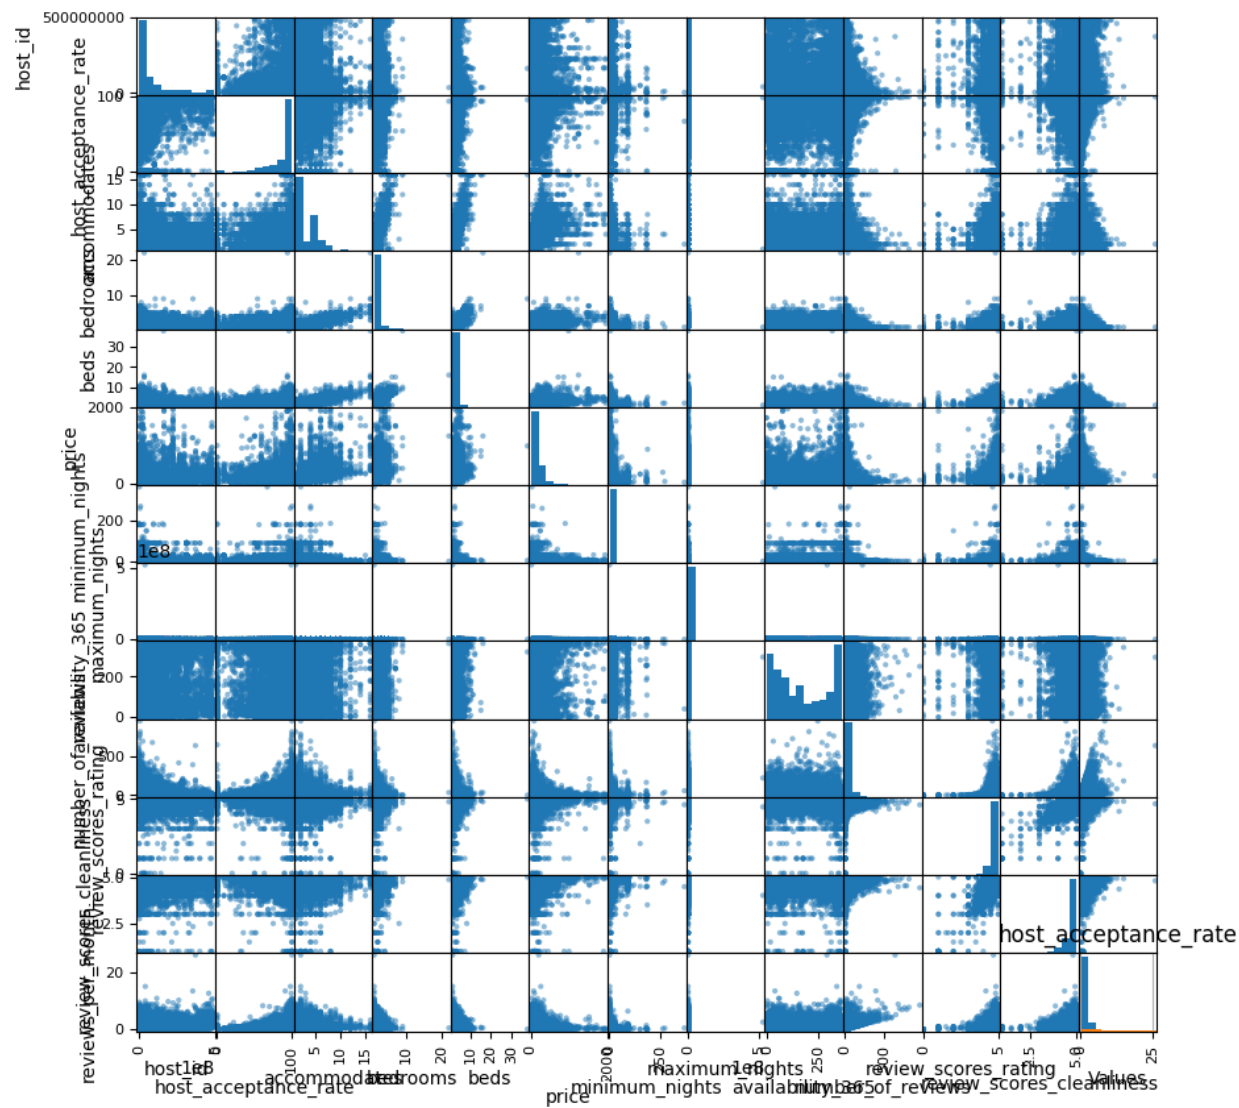 500000000
0
host_id
100
0
host_acceptance_rate
15
10
5
accommodates
20
10
bedrooms
30
20
10
beds
2000
0
price
200
0
minimum_nights
1e8
5
0
maximum_nights
200
0
availability_365
500
0
number_of_reviews
5
review_scores_rating
5.0
2.5
review_scores_cleanliness
host_acceptance_rate
20
0
reviews_per_month
0
5
1e8
host_id
100
host_acceptance_rate
5
10
15
accommodates
10
20
bedrooms
10
20
30
beds
0
2000
price
0
250
minimum_nights
5
1e8
maximum_nights
0
250
availability_365
0
500
number_of_reviews
5
review_scores_rating
2.5
5.0
review_scores_cleanliness
0
25
Values